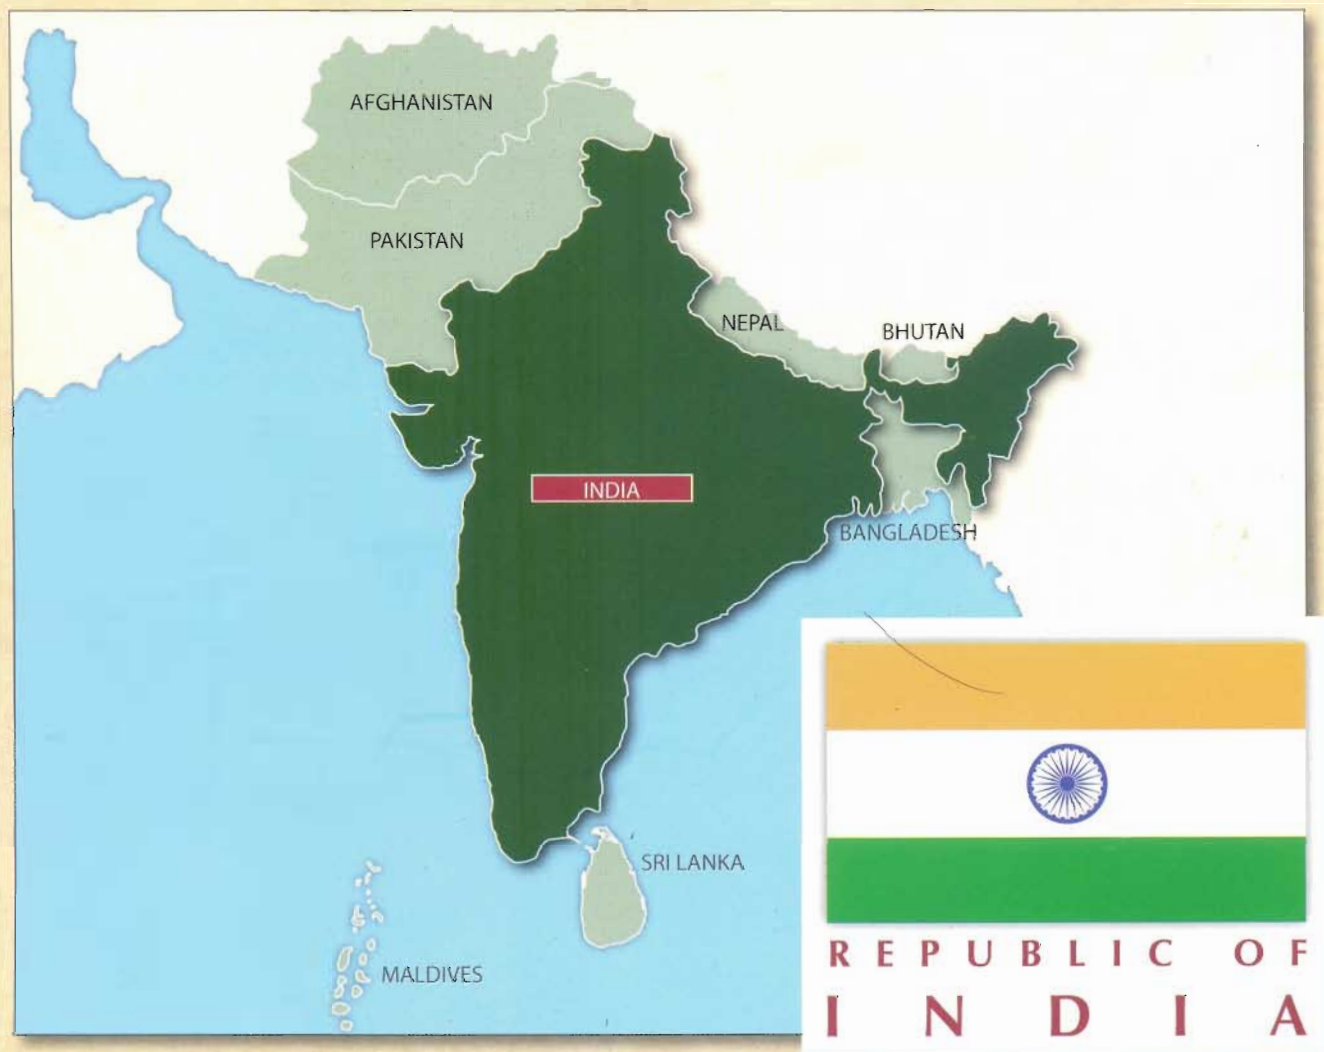 AFGHANISTAN
PAKISTAN
NEPAL
BHUTAN
INDIA
BANGLADESH
SRI LANKA
MALDIVES
REPUBLIC OF
INDIA